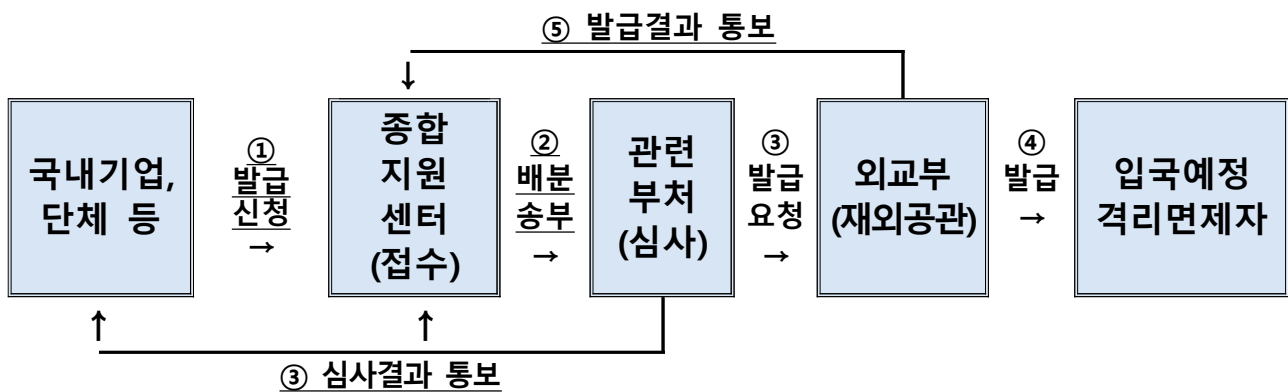 ⑤ 발급결과 통보
↓
국내기업,
단체 등
①
발급
신청
→
종합
지원
센터
(접수)
②
배분
송부
→
관련
부처
(심사)
③
발급
요청
→
외교부
(재외공관)
④
발급
→
입국예정
격리면제자
↑
↑
③ 심사결과 통보